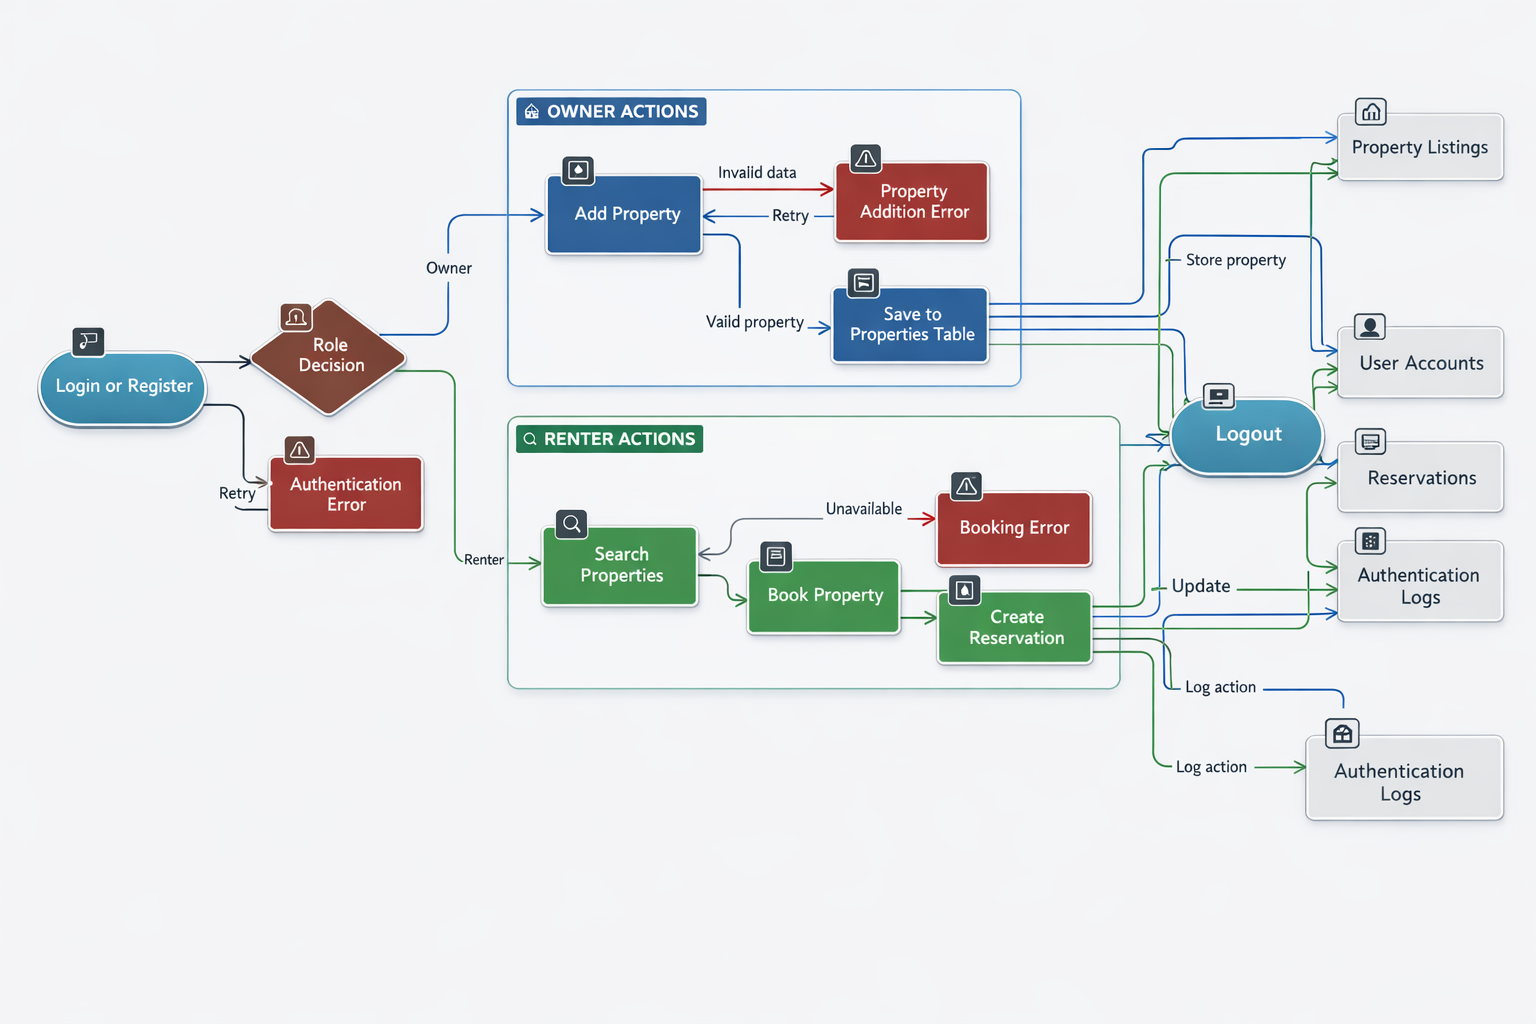 OWNER ACTIONS
Add Property
Invalid data
Retry
Property
Addition Error
Vaild property
Save to
Properties Table
Owner
Login or Register
Role
Decision
Retry
Authentication
Error
Renter
RENTER ACTIONS
Search
Properties
Unavailable
Booking Error
Book Property
Create
Reservation
Logout
Store property
Update
Log action
Log action
Property Listings
User Accounts
Reservations
Authentication
Logs
Authentication
Logs